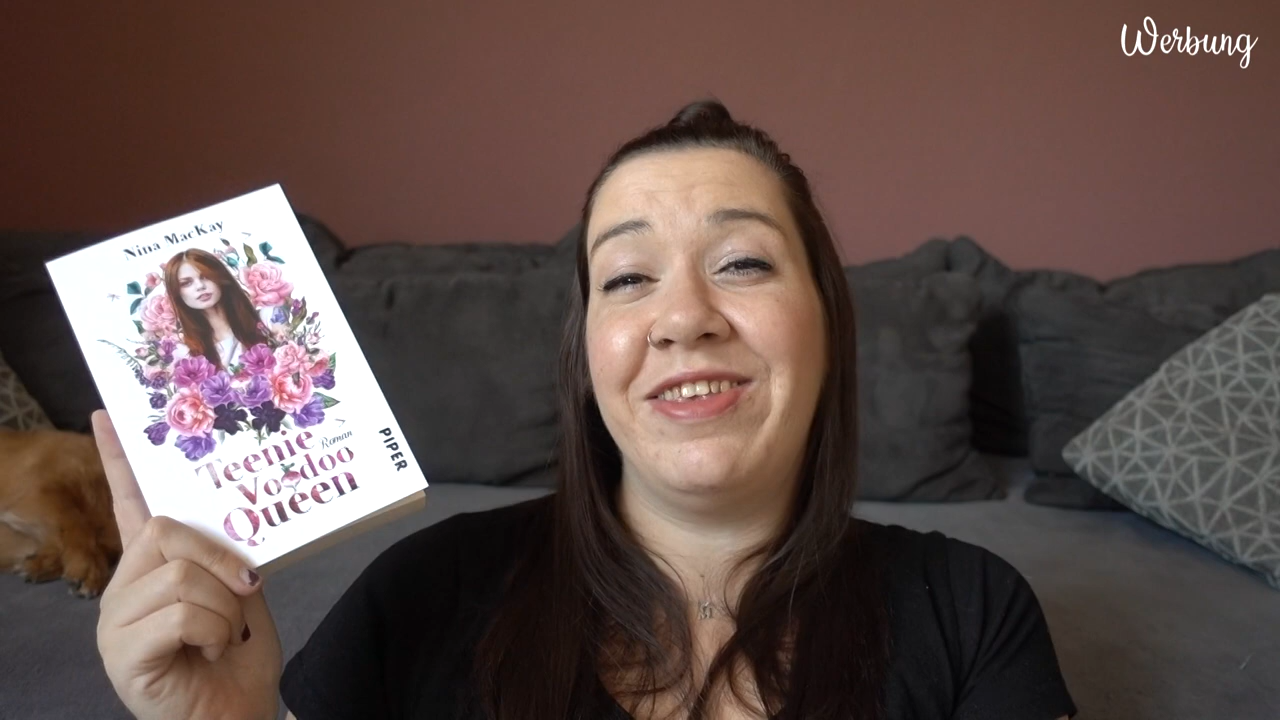 Werbung
Nina MacKay
Teenie
Roman
Voodoo
Queen
PIPER